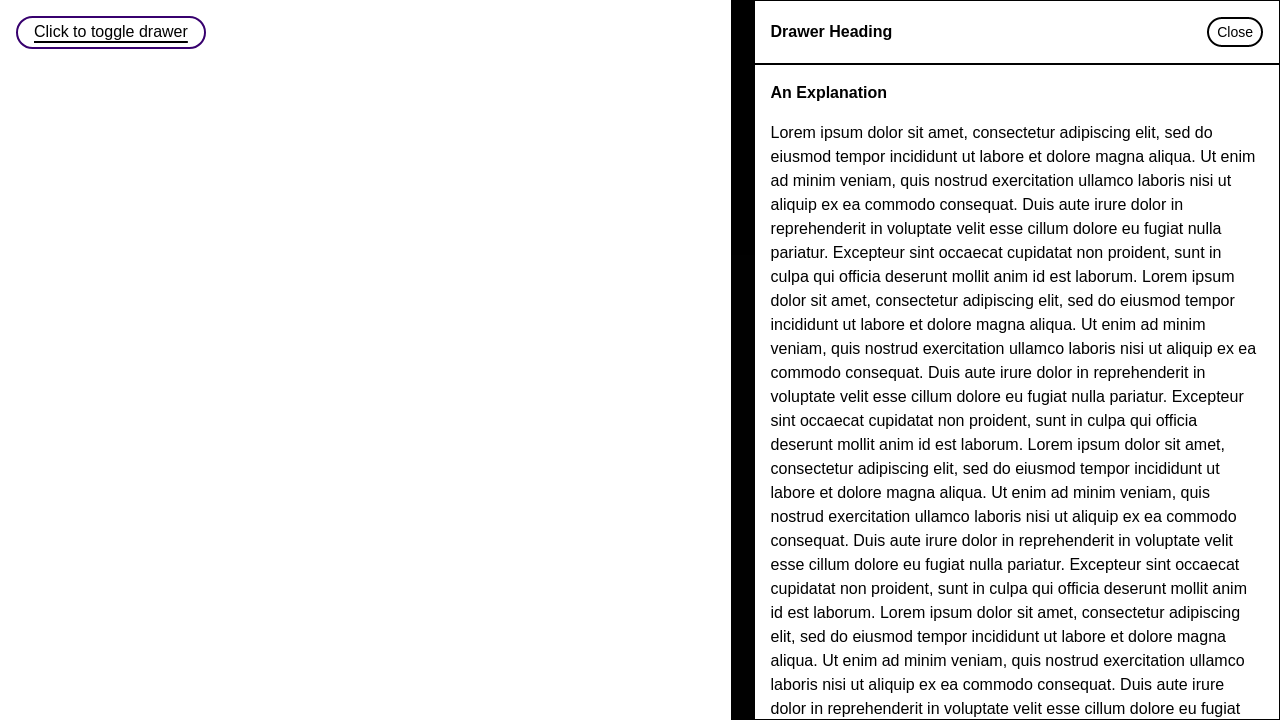 Click to toggle drawer
Drawer Heading
Close
An Explanation
Lorem ipsum dolor sit amet, consectetur adipiscing elit, sed do
eiusmod tempor incididunt ut labore et dolore magna aliqua. Ut enim
ad minim veniam, quis nostrud exercitation ullamco laboris nisi ut
aliquip ex ea commodo consequat. Duis aute irure dolor in
reprehenderit in voluptate velit esse cillum dolore eu fugiat nulla
pariatur. Excepteur sint occaecat cupidatat non proident, sunt in
culpa qui officia deserunt mollit anim id est laborum. Lorem ipsum
dolor sit amet, consectetur adipiscing elit, sed do eiusmod tempor
incididunt ut labore et dolore magna aliqua. Ut enim ad minim
veniam, quis nostrud exercitation ullamco laboris nisi ut aliquip ex ea
commodo consequat. Duis aute irure dolor in reprehenderit in
voluptate velit esse cillum dolore eu fugiat nulla pariatur. Excepteur
sint occaecat cupidatat non proident, sunt in culpa qui officia
deserunt mollit anim id est laborum. Lorem ipsum dolor sit amet,
consectetur adipiscing elit, sed do eiusmod tempor incididunt ut
labore et dolore magna aliqua. Ut enim ad minim veniam, quis
nostrud exercitation ullamco laboris nisi ut aliquip ex ea commodo
consequat. Duis aute irure dolor in reprehenderit in voluptate velit
esse cillum dolore eu fugiat nulla pariatur. Excepteur sint occaecat
cupidatat non proident, sunt in culpa qui officia deserunt mollit anim
id est laborum. Lorem ipsum dolor sit amet, consectetur adipiscing
elit, sed do eiusmod tempor incididunt ut labore et dolore magna
aliqua. Ut enim ad minim veniam, quis nostrud exercitation ullamco
laboris nisi ut aliquip ex ea commodo consequat. Duis aute irure
dolor in reprehenderit in voluptate velit esse cillum dolore eu fugiat